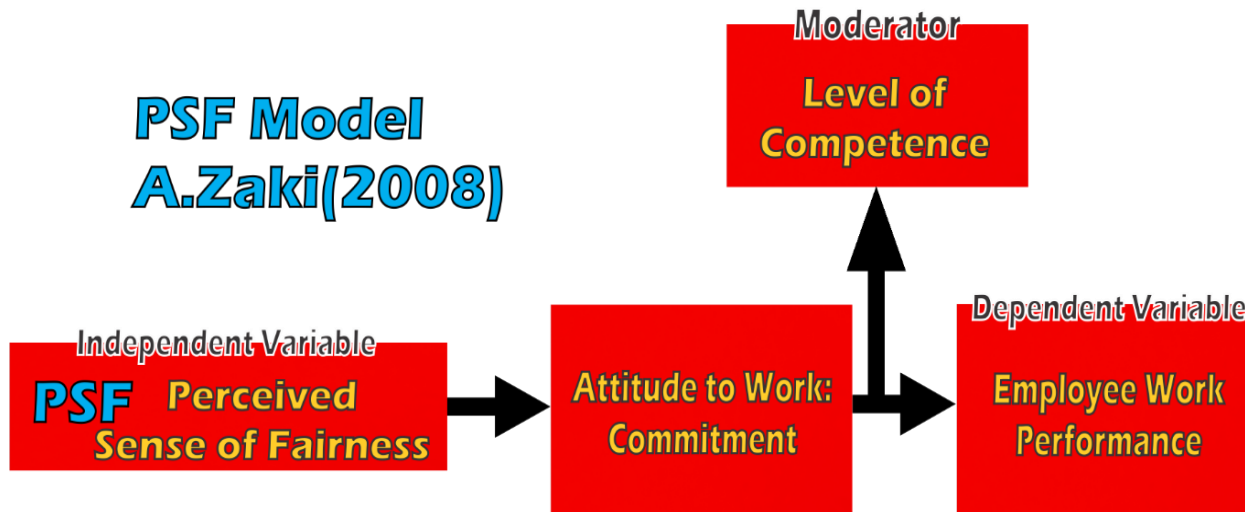 PSF Model
A.Zaki(2008)
Moderator
Level of
Competence
Independent Variable
PSF Perceived
Sense of Fairness
Attitude to Work:
Commitment
Dependent Variable
Employee Work
Performance